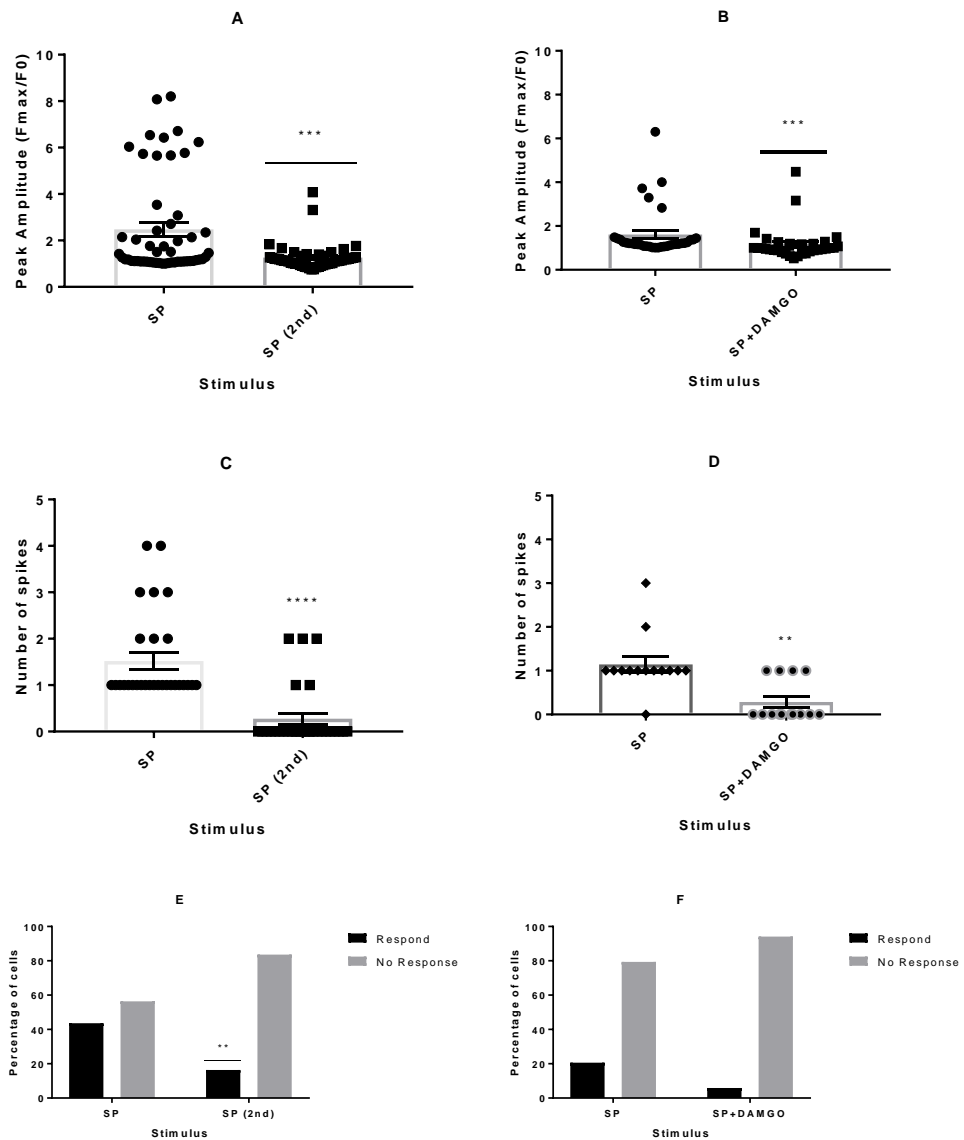 A
Peak Amplitude (Fmax/F0)
10
8
6
4
2
0
***
SP
SP (2nd)
Stimulus
B
Peak Amplitude (Fmax/F0)
10
8
6
4
2
0
***
SP
SP+DAMGO
Stimulus
C
Number of spikes
5
4
3
2
1
0
****
SP
SP (2nd)
Stimulus
D
Number of spikes
5
4
3
2
1
0
**
SP
SP+DAMGO
Stimulus
E
Percentage of cells
100
80
60
40
20
0
**
SP
SP (2nd)
Stimulus
Respond
No Response
F
Percentage of cells
100
80
60
40
20
0
SP
SP+DAMGO
Stimulus
Respond
No Response